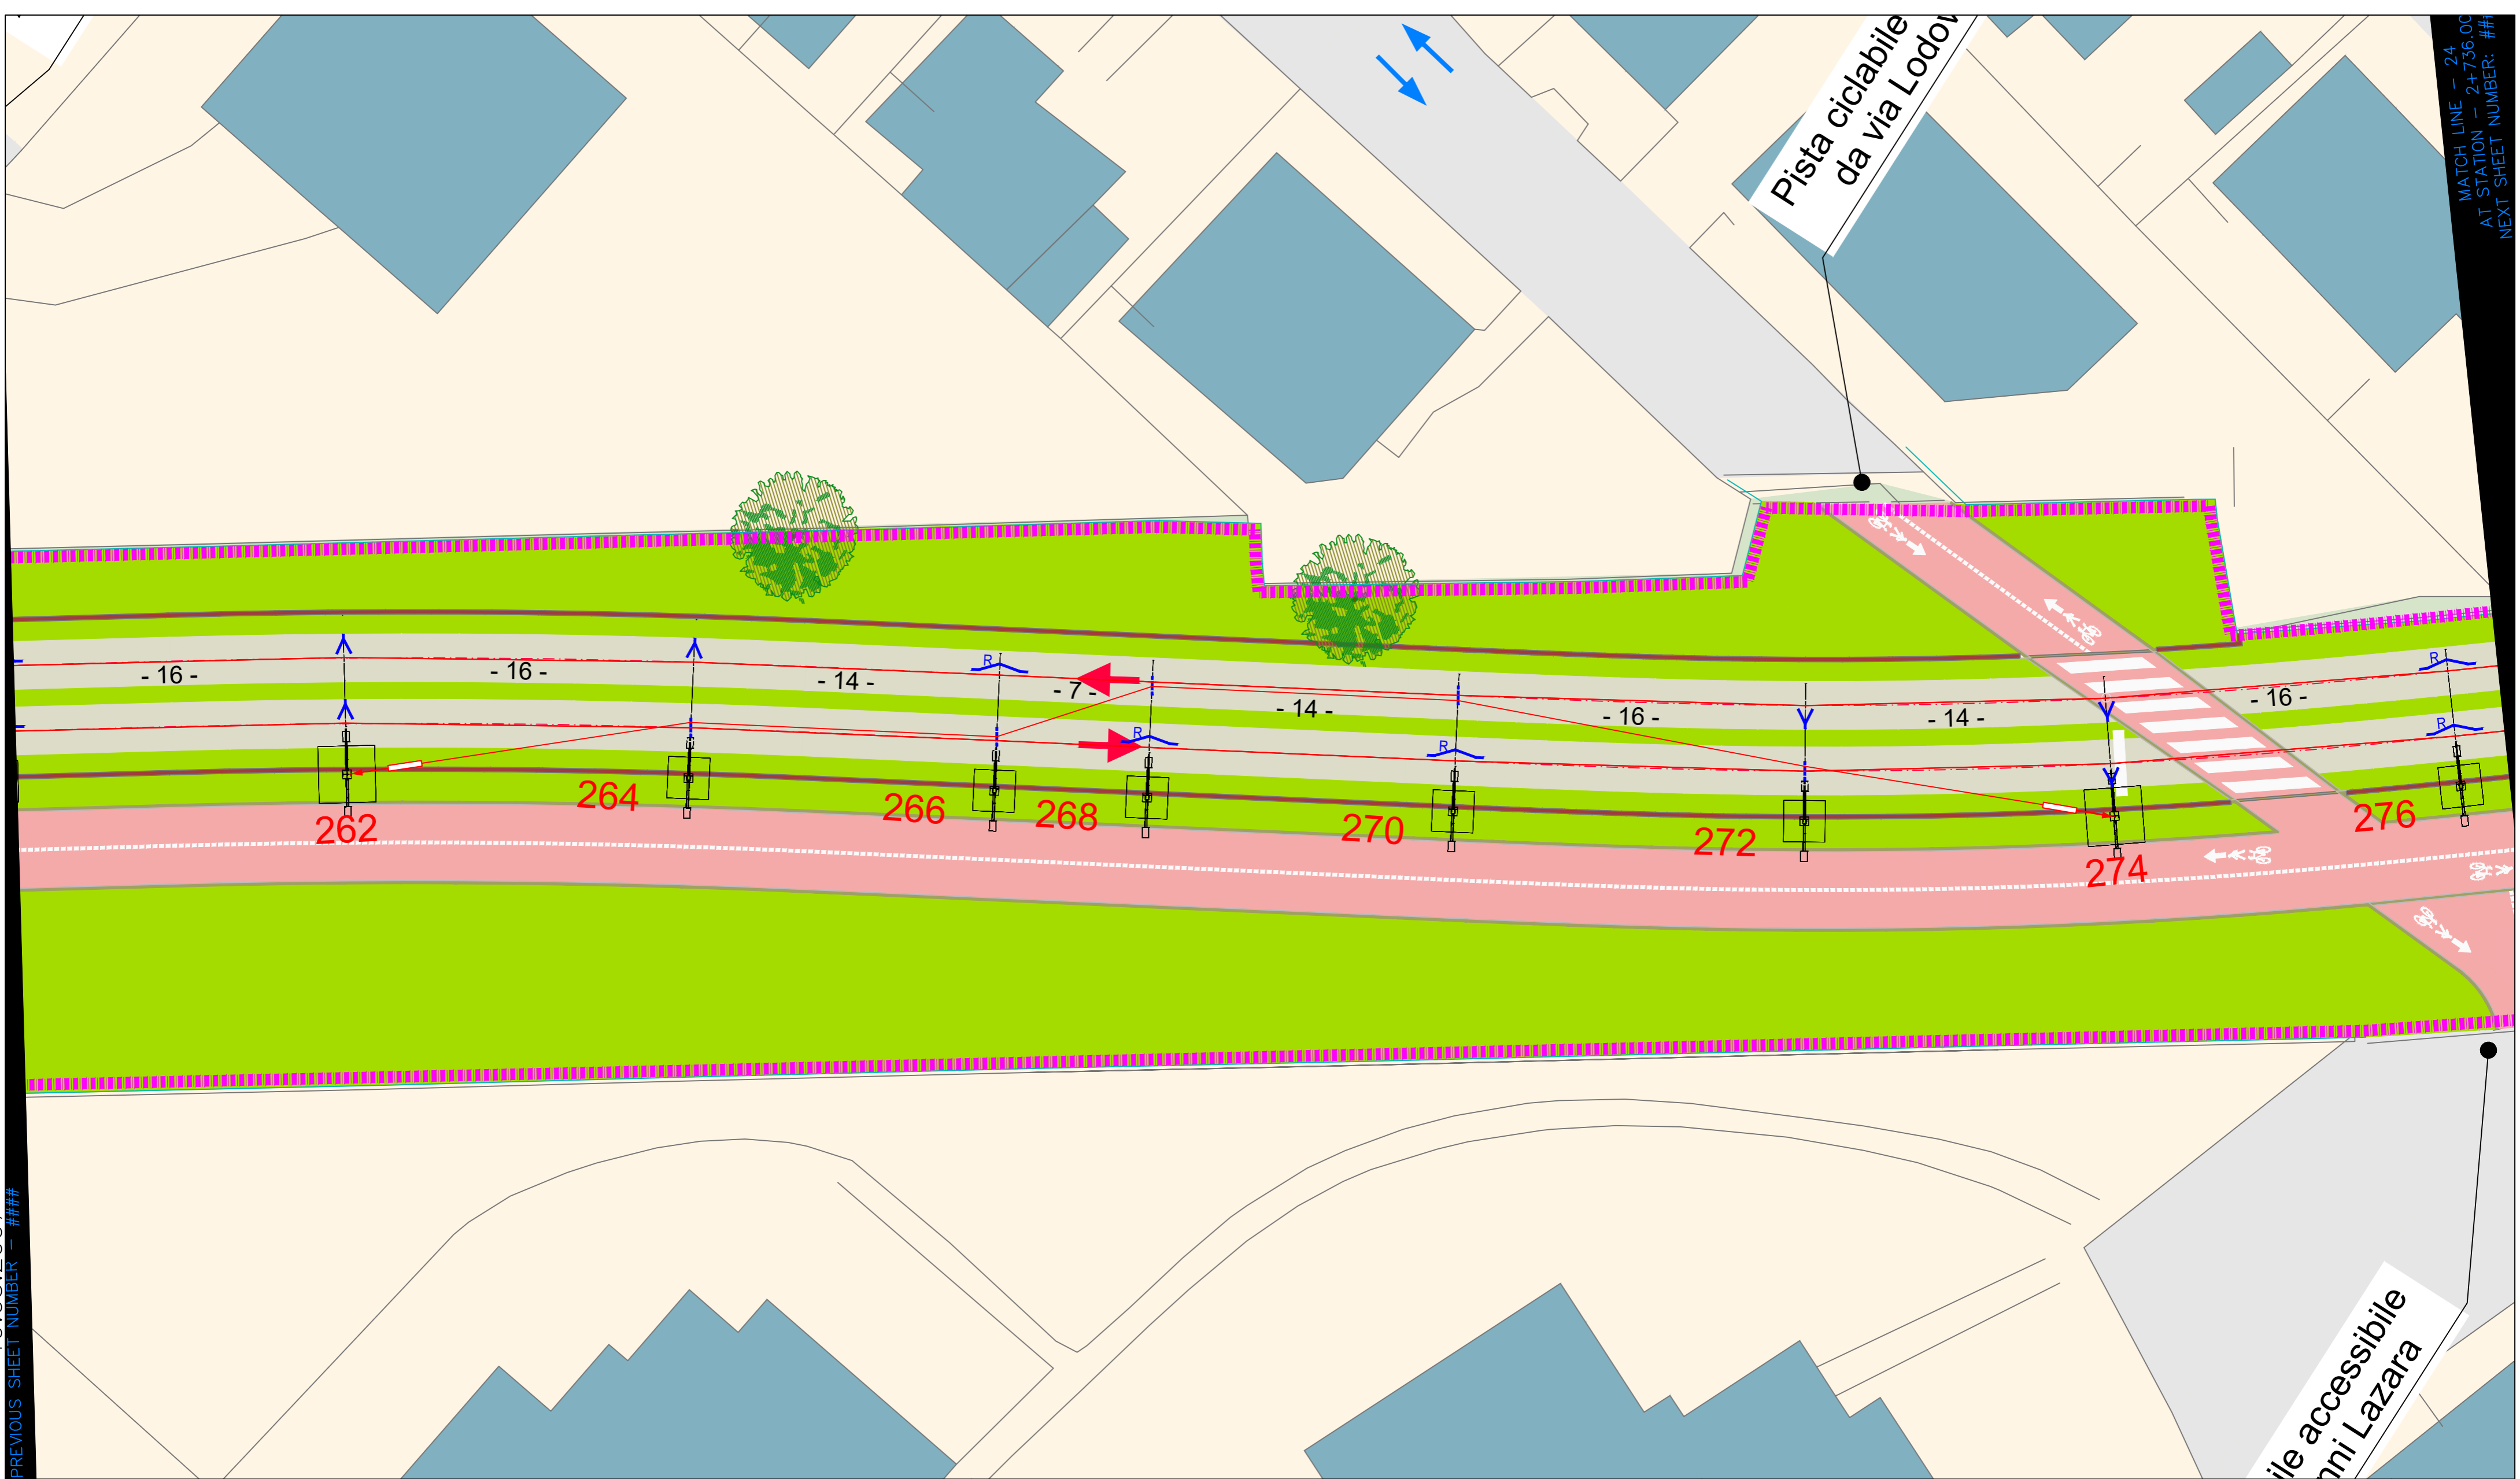 Pista ciclabile
da via Lodov
MATCH LINE – 24
AT STATION – 2+736.00
NEXT SHEET NUMBER: ##
- 16 -
- 16 -
- 14 -
- 7 -
- 14 -
- 16 -
- 14 -
- 16 -
R
R
R
R
R
262
264
266
268
270
272
274
276
PREVIOUS SHEET NUMBER – ####
ile accessibile
nni Lazara